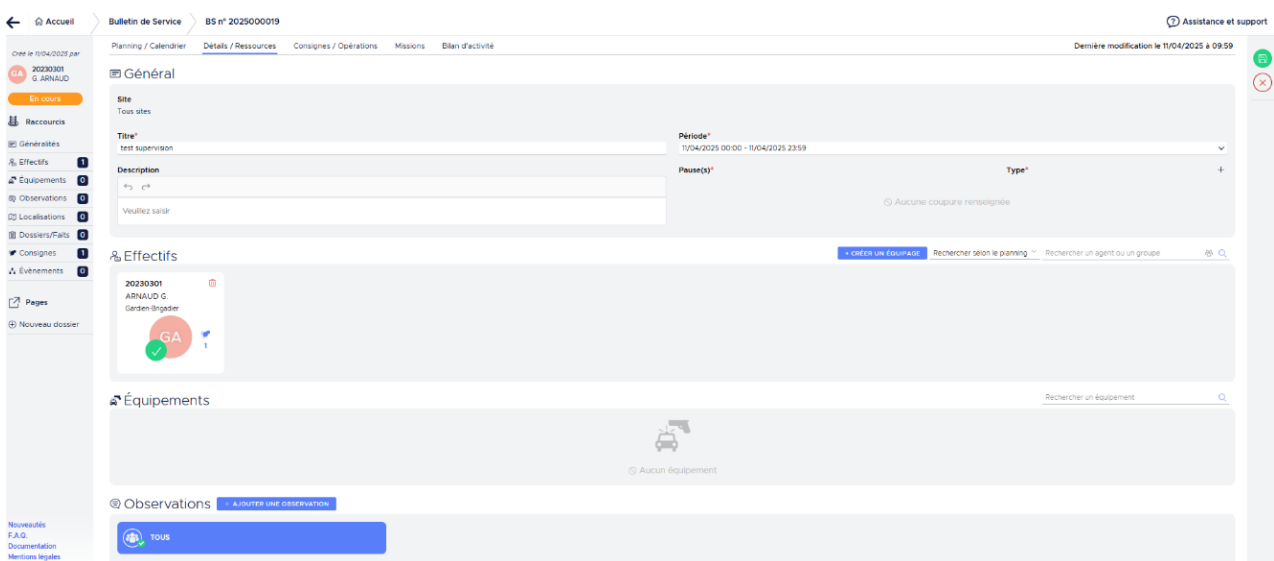 Accueil
Bulletin de Service
BS n° 2025000019
Assistance et support
Créé le 11/04/2025 par
GA
20230301
G. ARNAUD
En cours
Raccourcis
Généralités
Effectifs 1
Équipements 0
Observations 0
Localisations 0
Dossiers/Faits 0
Consignes 1
Évènements 0
Pages
Nouveau dossier
Nouveautés
F.A.Q.
Documentation
Mentions légales
Planning / Calendrier Détails / Ressources Consignes / Opérations Missions Bilan d'activité
Dernière modification le 11/04/2025 à 09:59
Général
Site
Tous sites
Titre*
test supervision
Période*
11/04/2025 00:00 - 11/04/2025 23:59
Description
Veuillez saisir
Pause(s)* Type* +
Aucune coupure renseignée
Effectifs
+ CRÉER UN ÉQUIPAGE
Rechercher selon le planning
Rechercher un agent ou un groupe
20230301
ARNAUD G.
Gardien-Brigadier
GA
1
Équipements
Rechercher un équipement
Aucun équipement
Observations
+ AJOUTER UNE OBSERVATION
TOUS